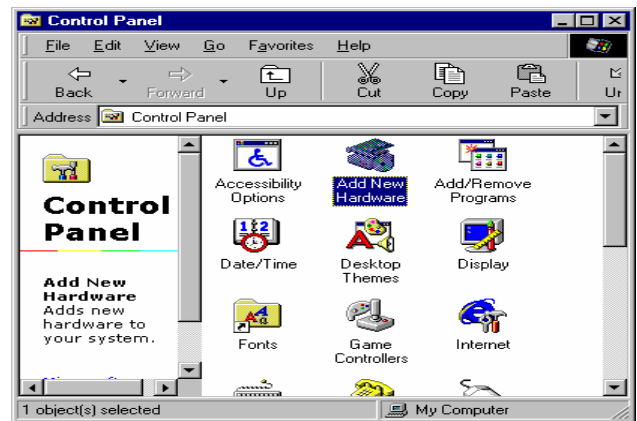 Control Panel
File Edit View Go Favorites Help
Back Forward Up Cut Copy Paste Ur
Address Control Panel
Control
Panel
Add New
Hardware
Adds new
hardware to
your system.
Accessibility
Options
Add New
Hardware
Add/Remove
Programs
Date/Time
Desktop
Themes
Display
Fonts
Game
Controllers
Internet
1 object(s) selected
My Computer